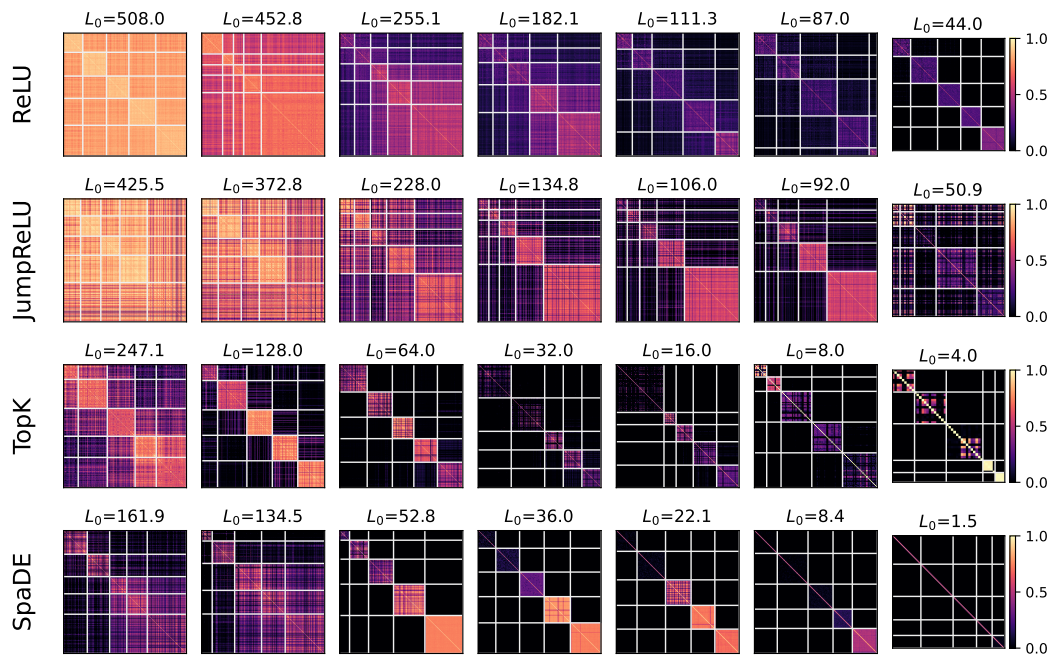 L₀=508.0 L₀=452.8 L₀=255.1 L₀=182.1 L₀=111.3 L₀=87.0 L₀=44.0
ReLU
1.0
0.5
0.0
L₀=425.5 L₀=372.8 L₀=228.0 L₀=134.8 L₀=106.0 L₀=92.0 L₀=50.9
JumpReLU
1.0
0.5
0.0
L₀=247.1 L₀=128.0 L₀=64.0 L₀=32.0 L₀=16.0 L₀=8.0 L₀=4.0
TopK
1.0
0.5
0.0
L₀=161.9 L₀=134.5 L₀=52.8 L₀=36.0 L₀=22.1 L₀=8.4 L₀=1.5
SpaDE
1.0
0.5
0.0